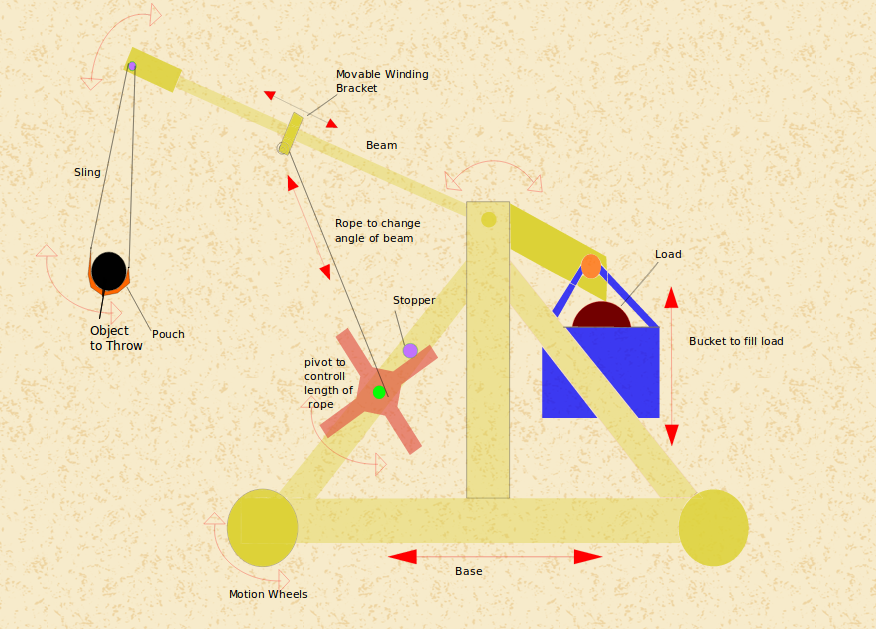 Movable Winding
Bracket
Beam
Sling
Rope to change
angle of beam
Load
Stopper
Object
to Throw
Pouch
Bucket to fill load
pivot to
controll
length of
rope
Base
Motion Wheels